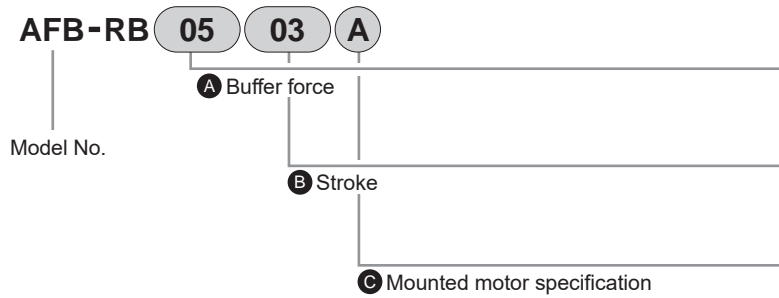 AFB-RB 05 03 A
A Buffer force
Model No.
B Stroke
C Mounted motor specification